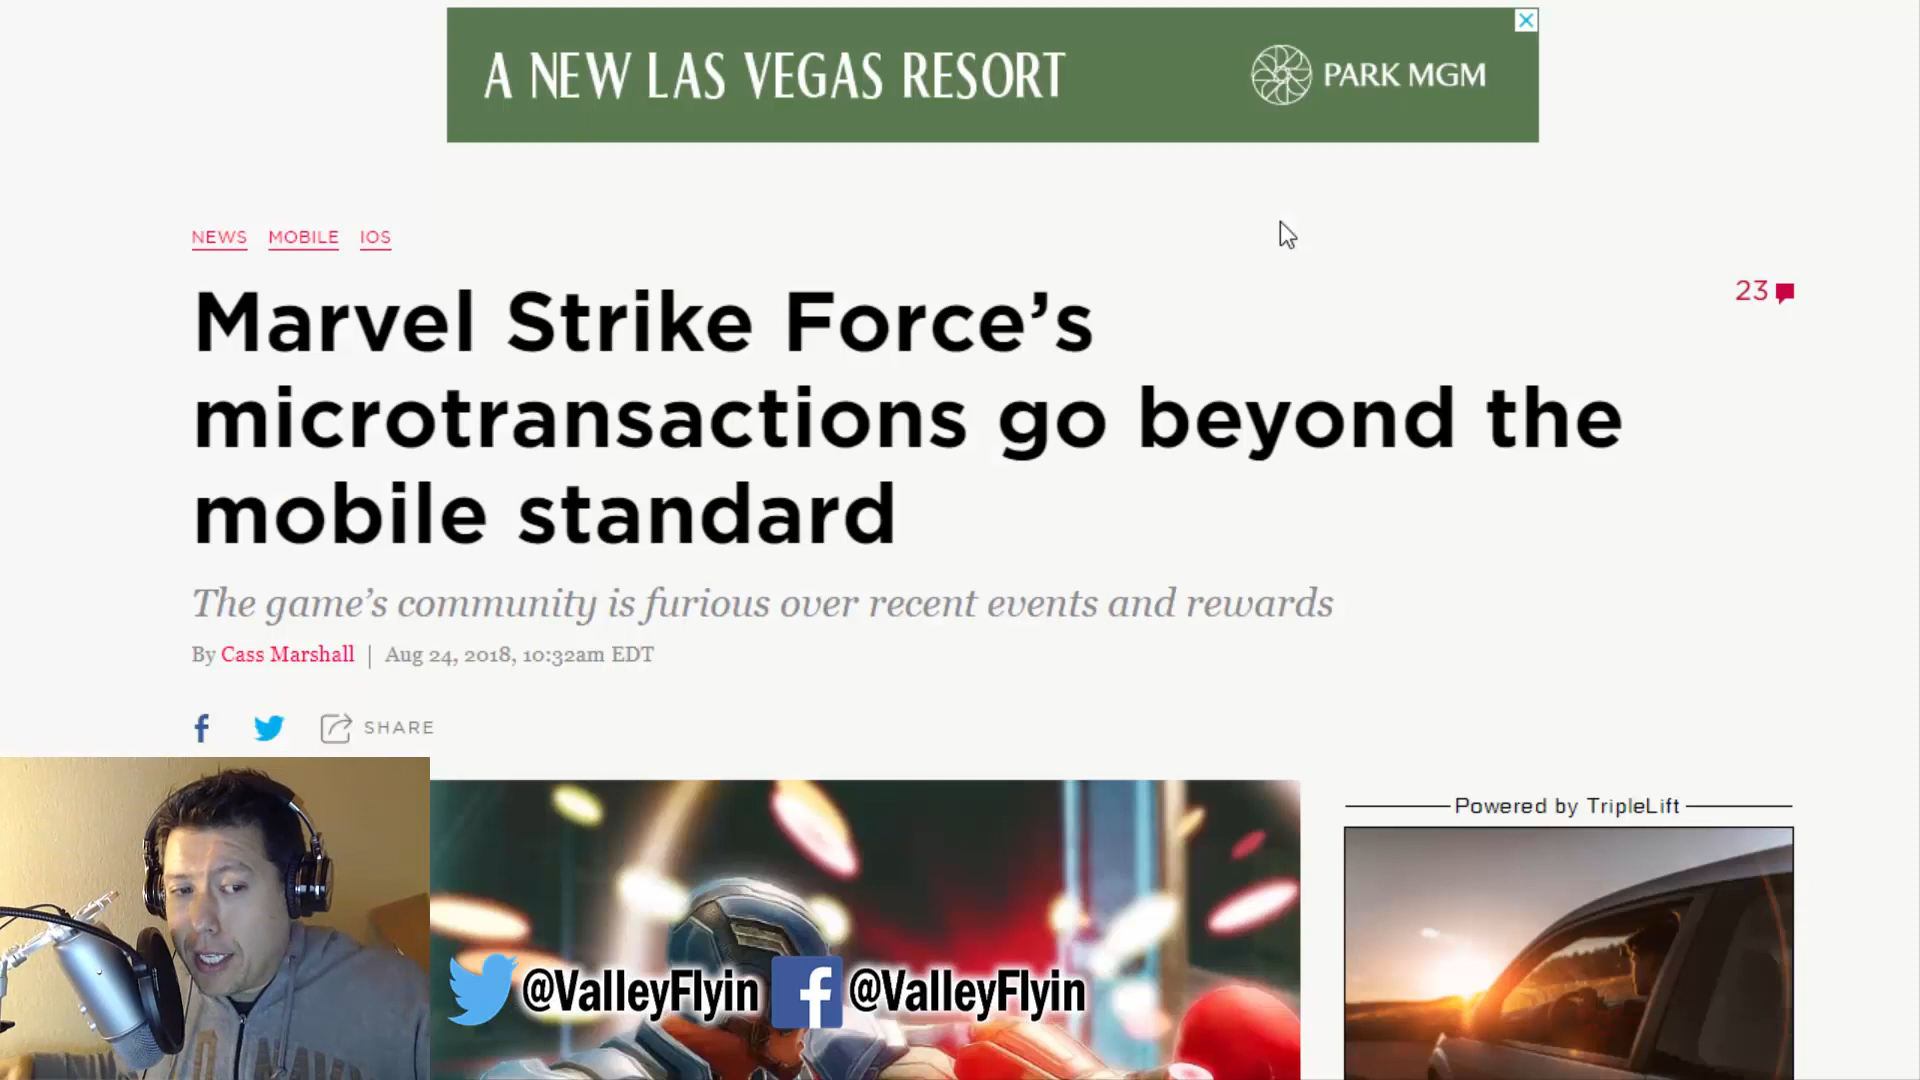 A NEW LAS VEGAS RESORT
PARK MGM
NEWS MOBILE IOS
Marvel Strike Force’s
microtransactions go beyond the
mobile standard
23
The game’s community is furious over recent events and rewards
By Cass Marshall | Aug 24, 2018, 10:32am EDT
SHARE
Powered by TripleLift
@ValleyFlyin @ValleyFlyin